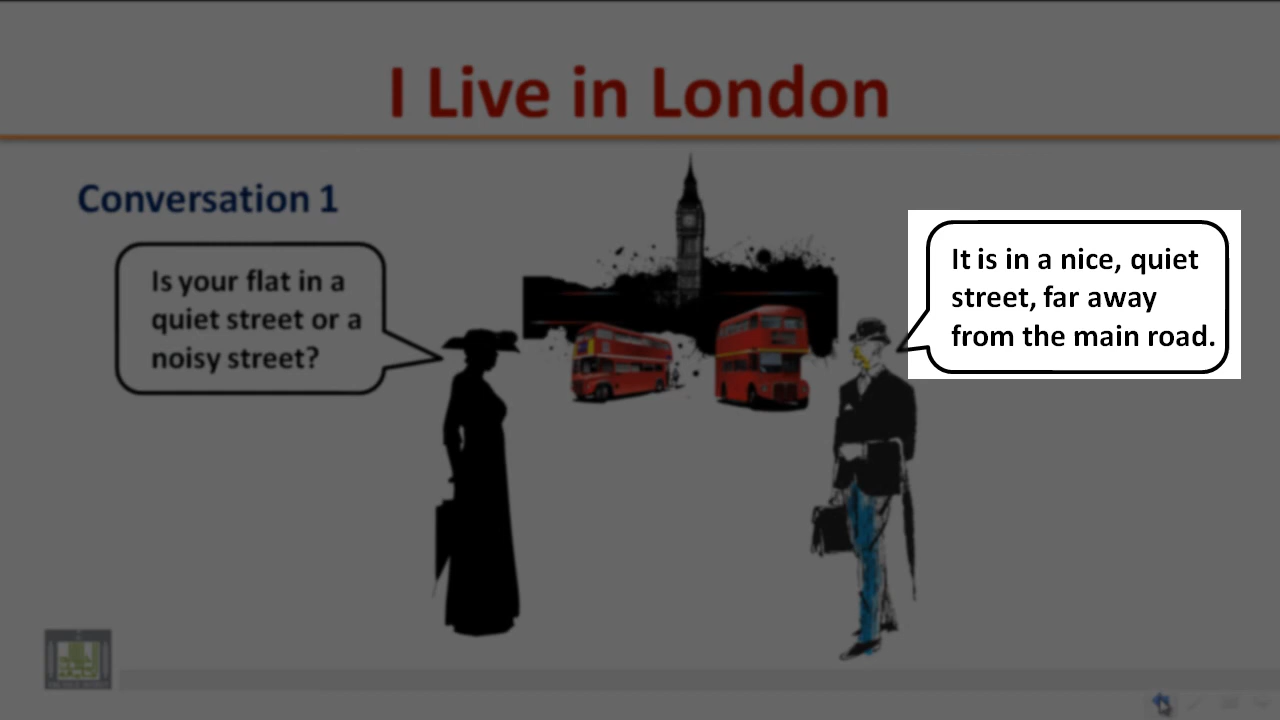 I Live in London
Conversation 1
Is your flat in a
quiet street or a
noisy street?
It is in a nice, quiet
street, far away
from the main road.